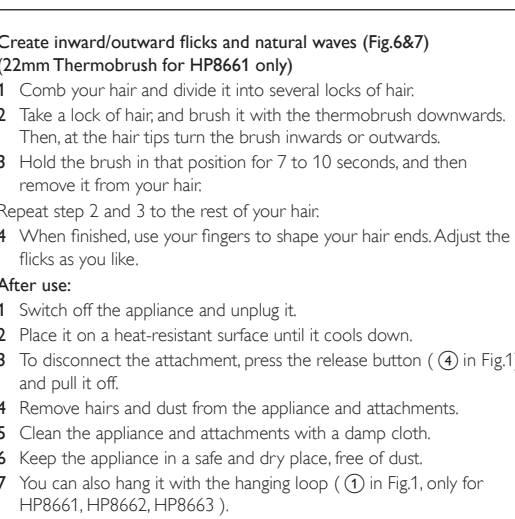 Create inward/outward flicks and natural waves (Fig.6&7)
(22mm Thermobrush for HP8661 only)
1 Comb your hair and divide it into several locks of hair.
2 Take a lock of hair, and brush it with the thermobrush downwards.
Then, at the hair tips turn the brush inwards or outwards.
3 Hold the brush in that position for 7 to 10 seconds, and then
remove it from your hair.
Repeat step 2 and 3 to the rest of your hair.
4 When finished, use your fingers to shape your hair ends. Adjust the
flicks as you like.
After use:
1 Switch off the appliance and unplug it.
2 Place it on a heat-resistant surface until it cools down.
3 To disconnect the attachment, press the release button ( ④ in Fig.1)
and pull it off.
4 Remove hairs and dust from the appliance and attachments.
5 Clean the appliance and attachments with a damp cloth.
6 Keep the appliance in a safe and dry place, free of dust.
7 You can also hang it with the hanging loop ( ① in Fig.1, only for
HP8661, HP8662, HP8663 ).